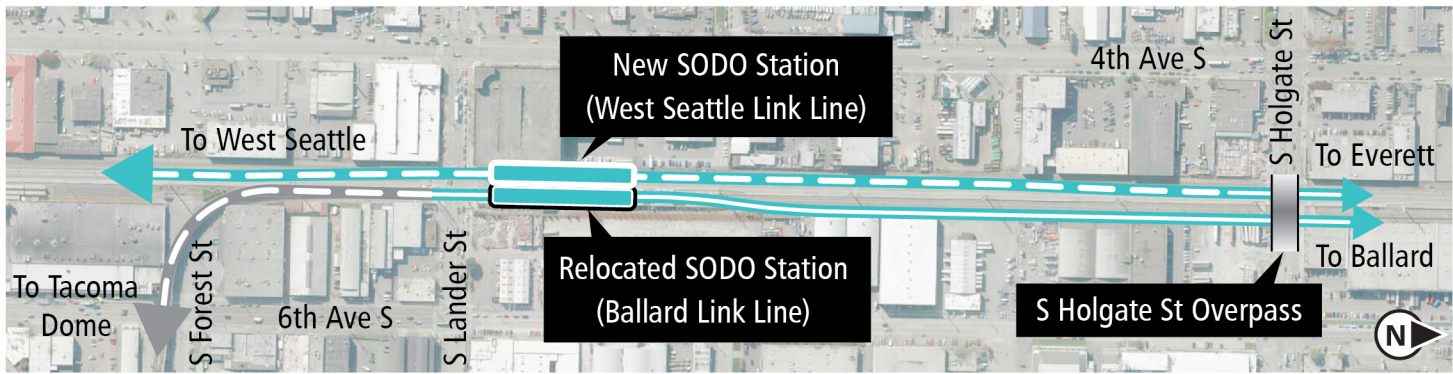 New SODO Station
(West Seattle Link Line)
4th Ave S
S Holgate St
To West Seattle
To Everett
Relocated SODO Station
(Ballard Link Line)
To Ballard
S Holgate St Overpass
To Tacoma
Dome
S Forest St
6th Ave S
S Lander St
N